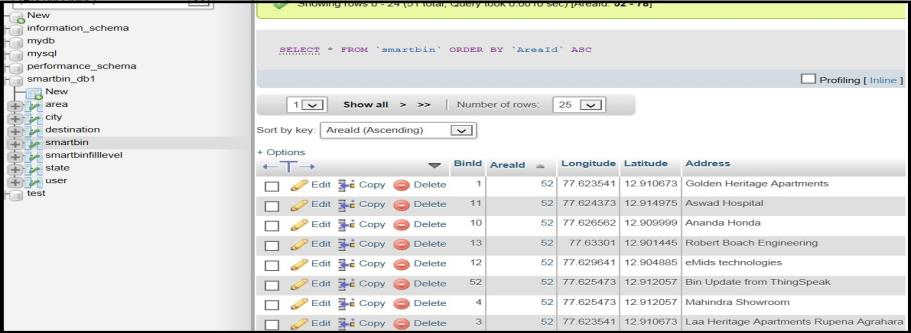 Showing rows 0 - 24 (51 total, Query took 0.0010 sec) [AreaId: 52 - 78]
New
information_schema
mydb
mysql
performance_schema
smartbin_db1
New
area
city
destination
smartbin
smartbinfilllevel
state
user
test
SELECT * FROM `smartbin` ORDER BY `AreaId` ASC
Profiling [ Inline ]
1 Show all > >> | Number of rows: 25
Sort by key: AreaId (Ascending)
+ Options
←T→ BinId AreaId Longitude Latitude Address
Edit Copy Delete 1 52 77.623541 12.910673 Golden Heritage Apartments
Edit Copy Delete 11 52 77.624373 12.914975 Aswad Hospital
Edit Copy Delete 10 52 77.626562 12.909999 Ananda Honda
Edit Copy Delete 13 52 77.63301 12.901445 Robert Boach Engineering
Edit Copy Delete 12 52 77.629641 12.904885 eMids technologies
Edit Copy Delete 52 52 77.625473 12.912057 Bin Update from ThingSpeak
Edit Copy Delete 4 52 77.625473 12.912057 Mahindra Showroom
Edit Copy Delete 3 52 77.623541 12.910673 Laa Heritage Apartments Rupena Agrahara